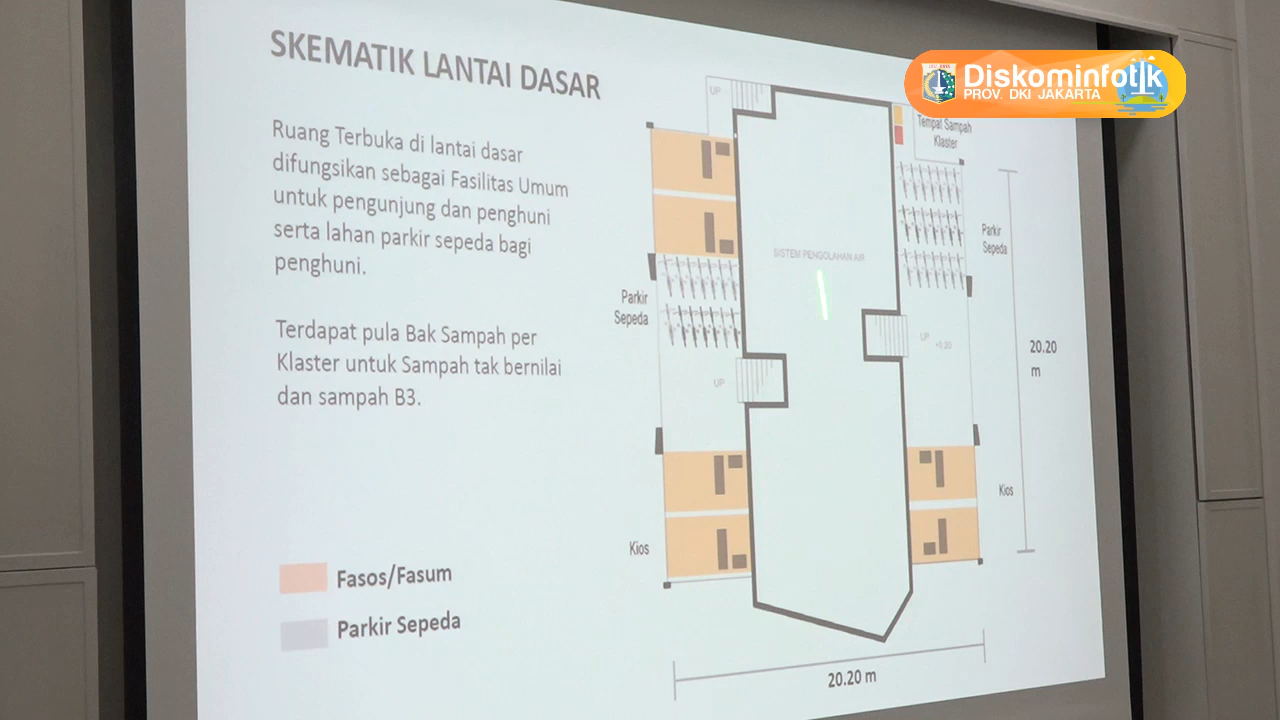 Diskominfotik
PROV. DKI JAKARTA
SKEMATIK LANTAI DASAR
Ruang Terbuka di lantai dasar
difungsikan sebagai Fasilitas Umum
untuk pengunjung dan penghuni
serta lahan parkir sepeda bagi
penghuni.
Terdapat pula Bak Sampah per
Klaster untuk Sampah tak bernilai
dan sampah B3.
Fasos/Fasum
Parkir Sepeda
UP
Tempat Sampah
Klaster
Parkir
Sepeda
SISTEM PENGOLAHAN AIR
Parkir
Sepeda
UP
20.20
m
UP
Kios
Kios
20.20 m